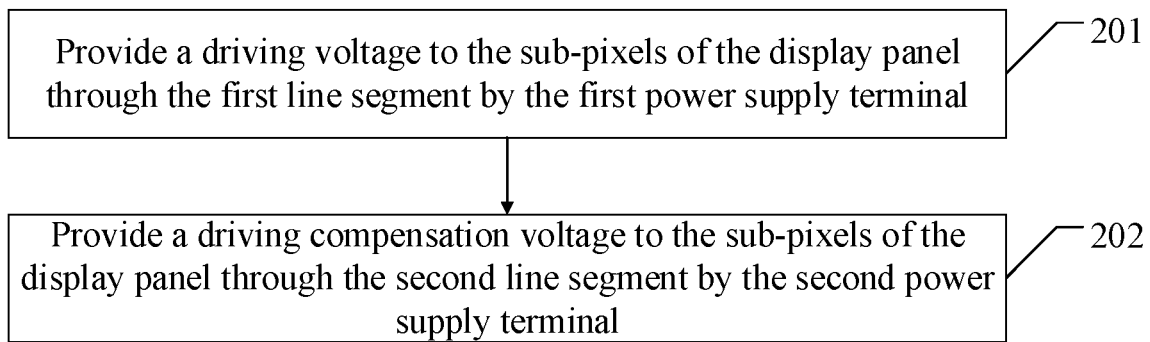 Provide a driving voltage to the sub-pixels of the display panel
through the first line segment by the first power supply terminal
201
Provide a driving compensation voltage to the sub-pixels of the
display panel through the second line segment by the second power
supply terminal
202